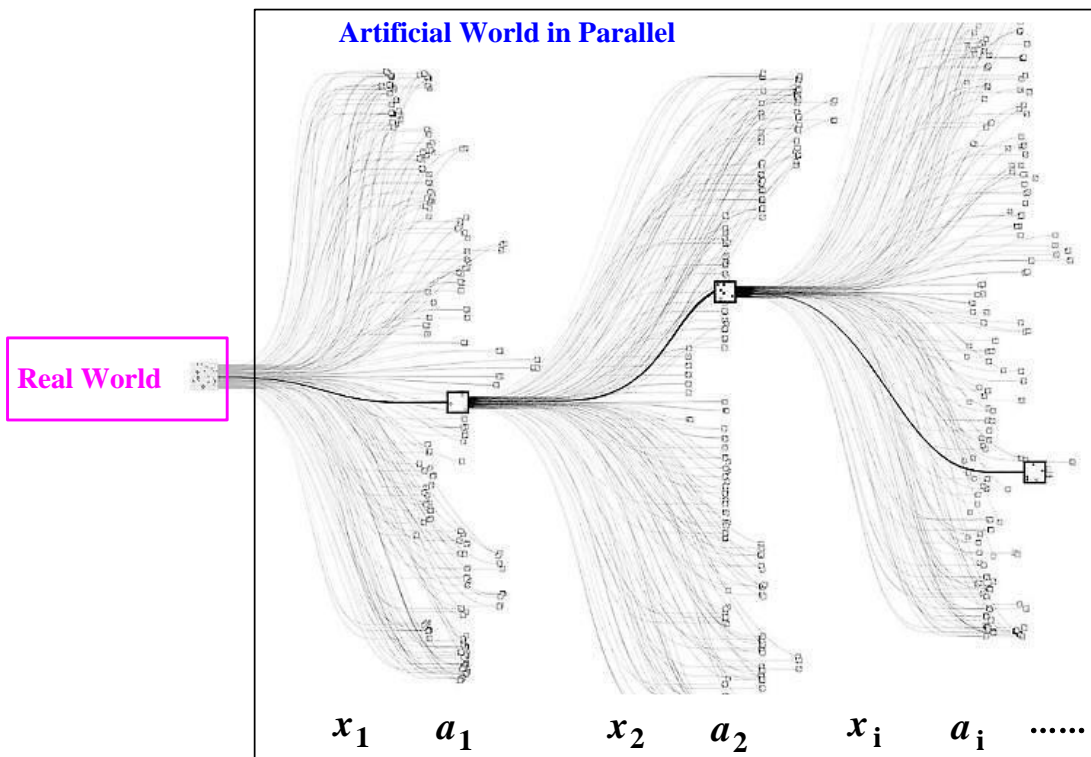 Artificial World in Parallel
Real World
x1 a1 x2 a2 xi ai ......